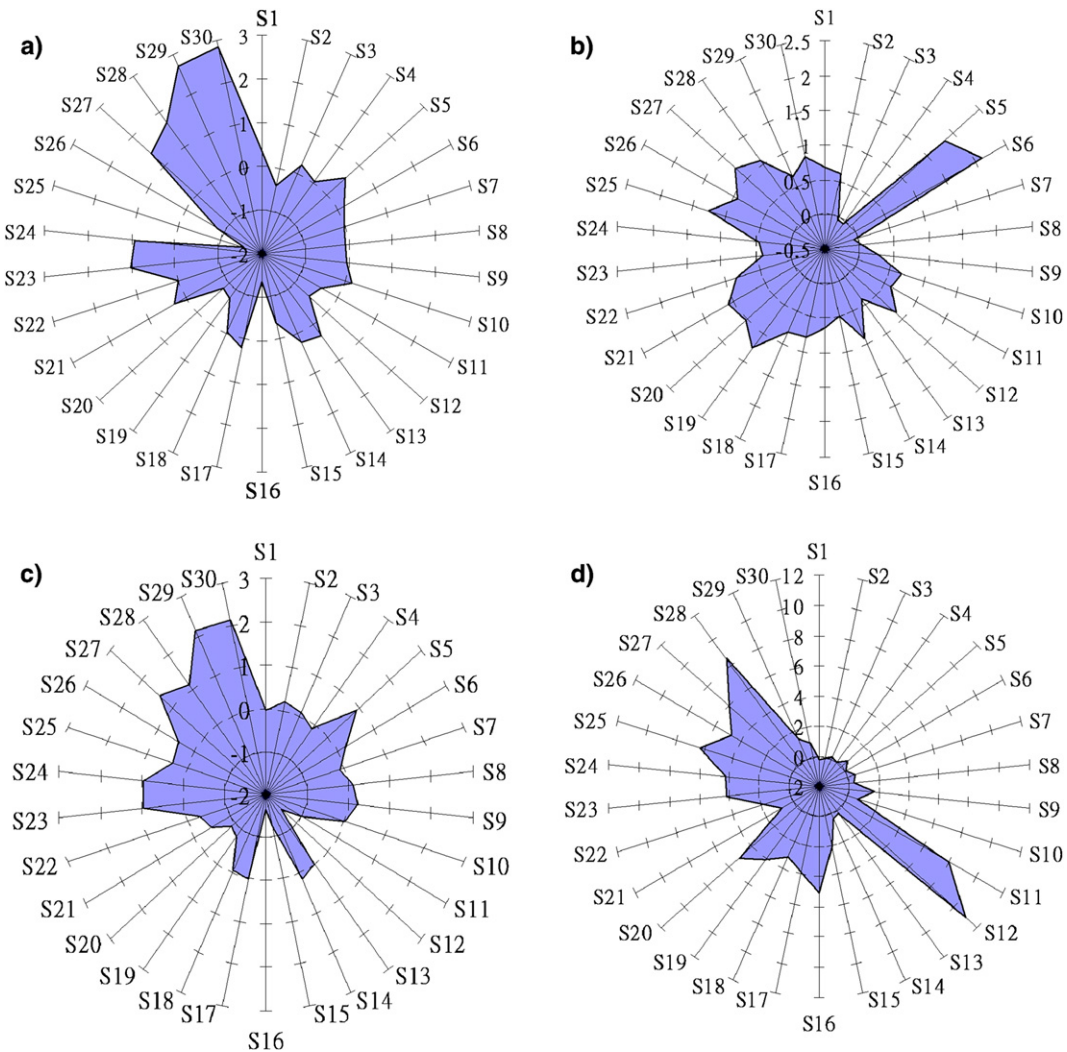 a)
S1
S2
S3
S4
S5
S6
S7
S8
S9
S10
S11
S12
S13
S14
S15
S16
S17
S18
S19
S20
S21
S22
S23
S24
S25
S26
S27
S28
S29
S30
3
2
1
0
-1
-2
b)
S1
S2
S3
S4
S5
S6
S7
S8
S9
S10
S11
S12
S13
S14
S15
S16
S17
S18
S19
S20
S21
S22
S23
S24
S25
S26
S27
S28
S29
S30
2.5
2
1.5
1
0.5
0
-0.5
c)
S1
S2
S3
S4
S5
S6
S7
S8
S9
S10
S11
S12
S13
S14
S15
S16
S17
S18
S19
S20
S21
S22
S23
S24
S25
S26
S27
S28
S29
S30
3
2
1
0
-1
-2
d)
S1
S2
S3
S4
S5
S6
S7
S8
S9
S10
S11
S12
S13
S14
S15
S16
S17
S18
S19
S20
S21
S22
S23
S24
S25
S26
S27
S28
S29
S30
12
10
8
6
4
2
0
2